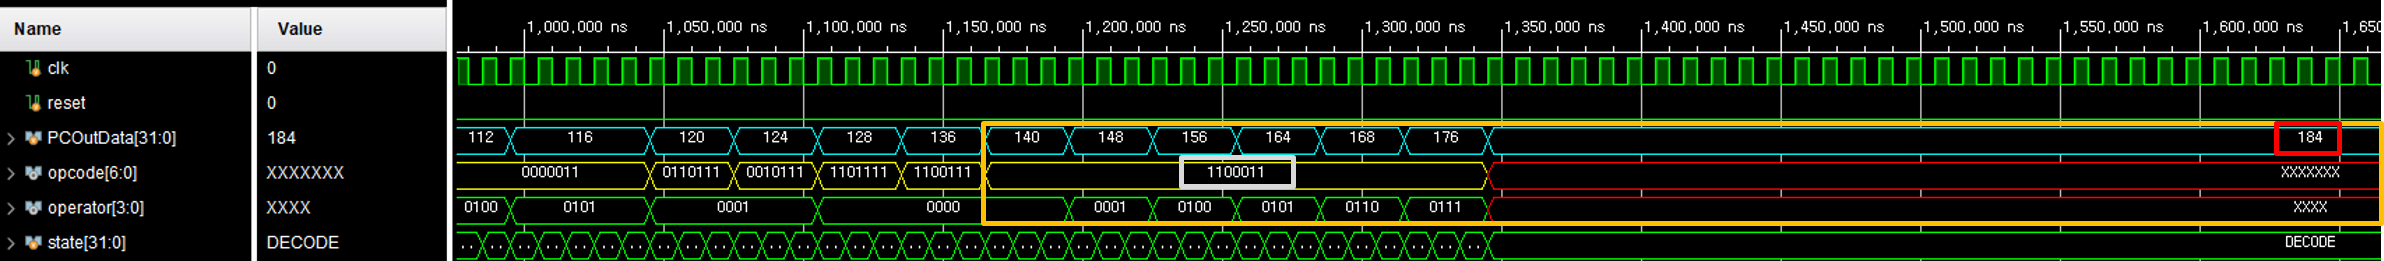 Name Value 1,000,000 ns 1,050,000 ns 1,100,000 ns 1,150,000 ns 1,200,000 ns 1,250,000 ns 1,300,000 ns 1,350,000 ns 1,400,000 ns 1,450,000 ns 1,500,000 ns 1,550,000 ns 1,600,000 ns 1,650
clk 0
reset 0
PCOutData[31:0] 184 112 116 120 124 128 136 140 148 156 164 168 176 184
opcode[6:0] XXXXXXX 0000011 0110111 0010111 1101111 1100111 1100011 XXXXXXX
operator[3:0] XXXX 0100 0101 0001 0000 0001 0100 0101 0110 0111 XXXX
state[31:0] DECODE DECODE